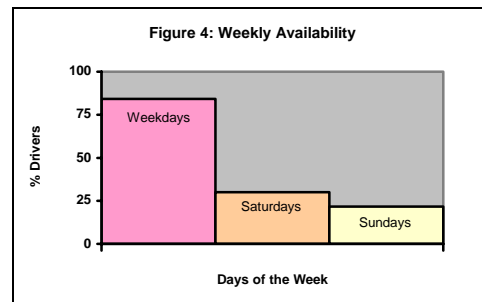 Figure 4: Weekly Availability
100
75
50
25
0
% Drivers
Weekdays
Saturdays
Sundays
Days of the Week